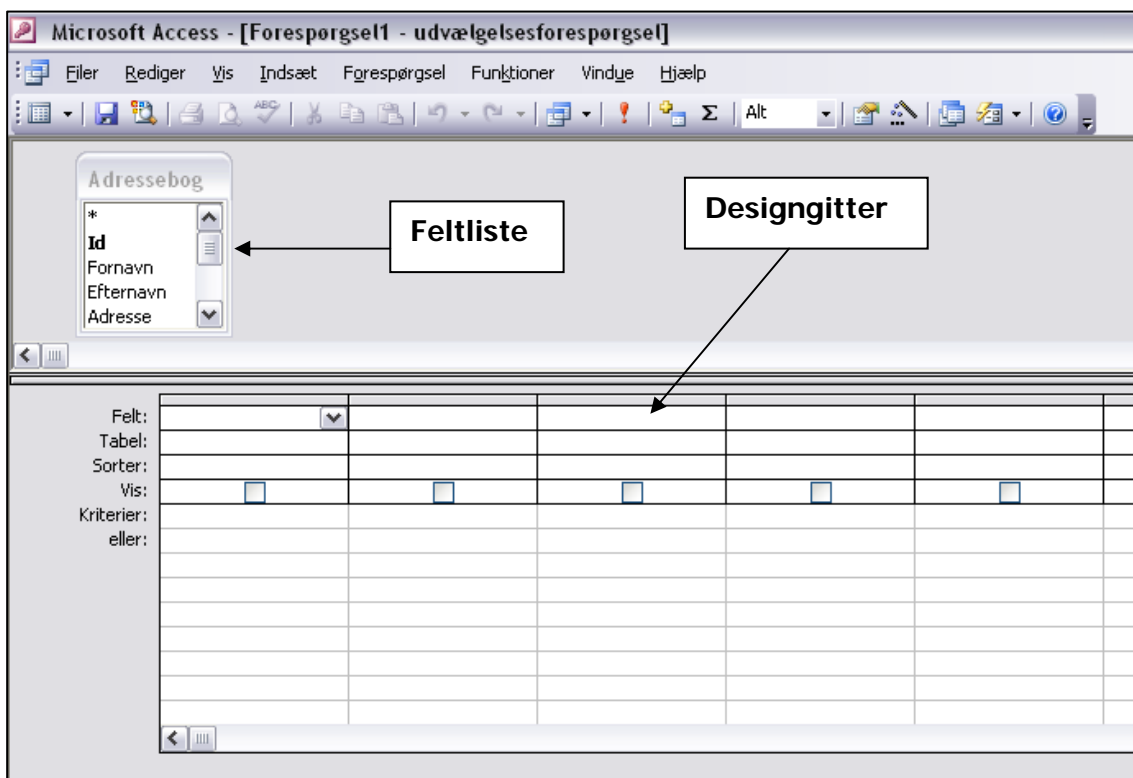 Microsoft Access - [Forespørgsel1 - udvælgelsesforespørgsel]
Filer Rediger Vis Indsæt Forespørgsel Funktioner Vindue Hjælp
ABC Σ Alt
Adressebog
*
Id
Fornavn
Efternavn
Adresse
Feltliste
Designgitter
Felt:
Tabel:
Sorter:
Vis:
Kriterier:
eller: